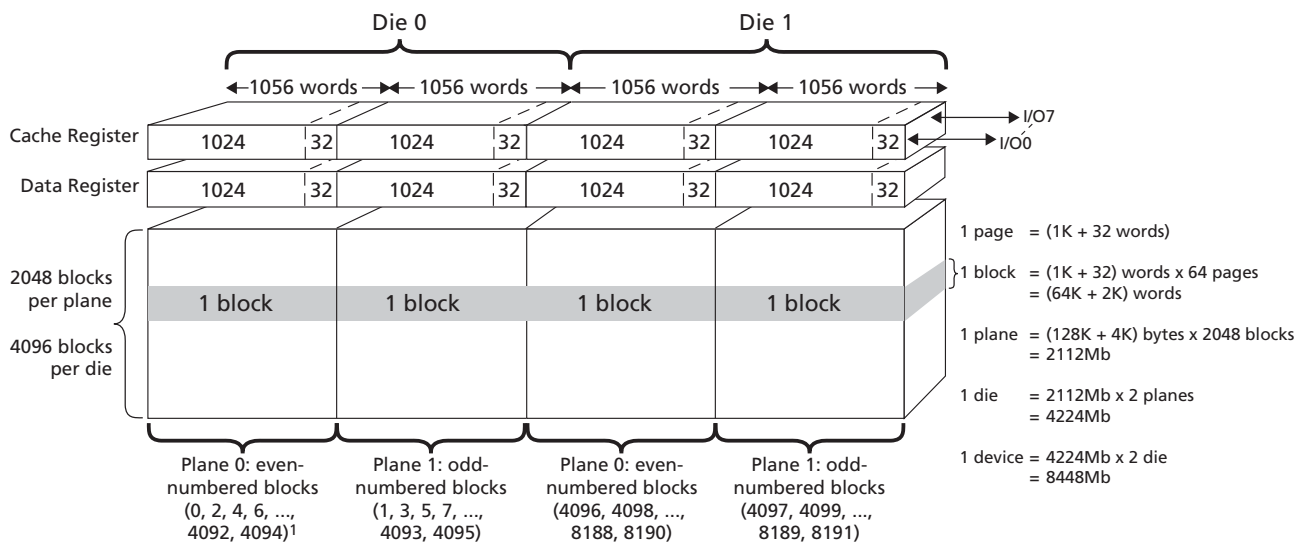 Die 0
Die 1
1056 words
1056 words
1056 words
1056 words
Cache Register
1024
32
1024
32
1024
32
1024
32
I/O7
I/O0
Data Register
1024
32
1024
32
1024
32
1024
32
2048 blocks
per plane
4096 blocks
per die
1 block
1 block
1 block
1 block
1 page = (1K + 32 words)
1 block = (1K + 32) words x 64 pages
= (64K + 2K) words
1 plane = (128K + 4K) bytes x 2048 blocks
= 2112Mb
1 die = 2112Mb x 2 planes
= 4224Mb
1 device = 4224Mb x 2 die
= 8448Mb
Plane 0: even-
numbered blocks
(0, 2, 4, 6, ...,
4092, 4094)1
Plane 1: odd-
numbered blocks
(1, 3, 5, 7, ...,
4093, 4095)
Plane 0: even-
numbered blocks
(4096, 4098, ...,
8188, 8190)
Plane 1: odd-
numbered blocks
(4097, 4099, ...,
8189, 8191)